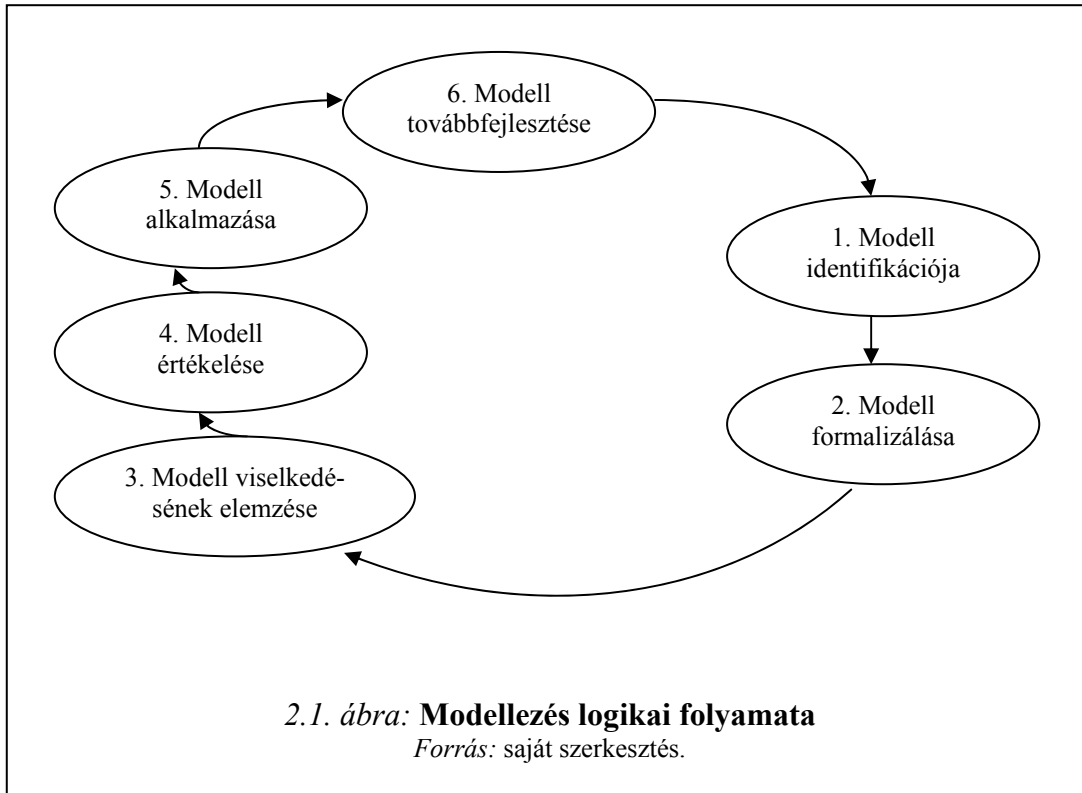 6. Modell
továbbfejlesztése
5. Modell
alkalmazása
1. Modell
identifikációja
4. Modell
értékelése
2. Modell
formalizálása
3. Modell viselkedé-
sének elemzése
2.1. ábra: Modellezés logikai folyamata
Forrás: saját szerkesztés.